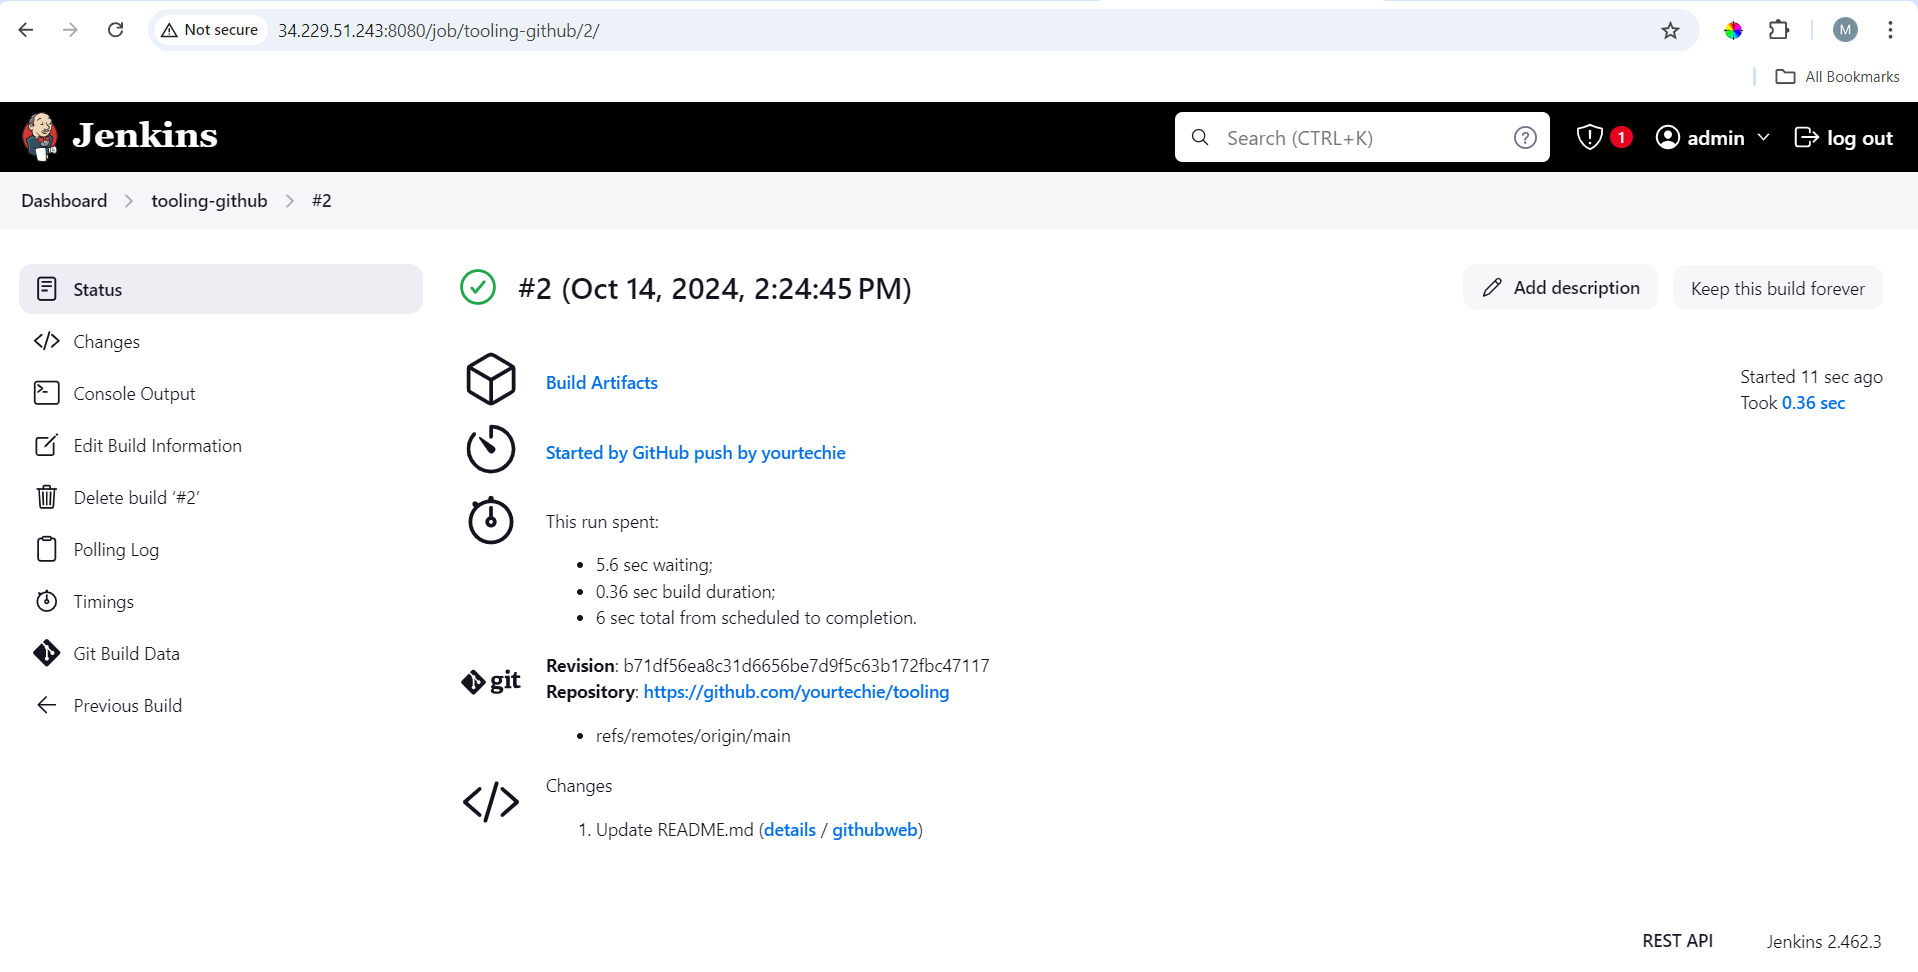 Not secure 34.229.51.243:8080/job/tooling-github/2/ M
All Bookmarks
Jenkins Search (CTRL+K) ? 1 admin log out
Dashboard tooling-github #2
Status
Changes
Console Output
Edit Build Information
Delete build ‘#2’
Polling Log
Timings
Git Build Data
Previous Build
#2 (Oct 14, 2024, 2:24:45 PM)
Add description Keep this build forever
Build Artifacts
Started 11 sec ago
Took 0.36 sec
Started by GitHub push by yourtechie
This run spent:
• 5.6 sec waiting;
• 0.36 sec build duration;
• 6 sec total from scheduled to completion.
git
Revision: b71df56ea8c31d6656be7d9f5c63b172fbc47117
Repository: https://github.com/yourtechie/tooling
• refs/remotes/origin/main
Changes
1. Update README.md (details / githubweb)
REST API Jenkins 2.462.3